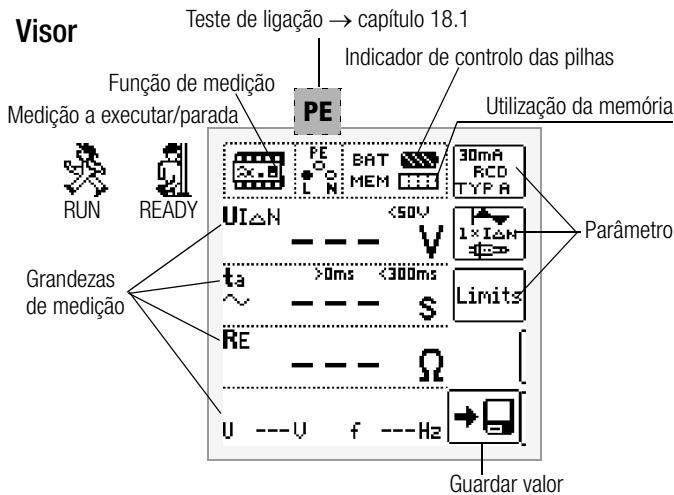 Visor
Teste de ligação → capítulo 18.1
Indicador de controlo das pilhas
Função de medição
Utilização da memória
Medição a executar/parada
PE
RUN
READY
PE
L N
BAT
MEM
30mA
RCD
TYP A
UI△N <50V
--- V
1×I△N
Parâmetro
Grandezas
de medição
ta >0ms <300ms
~ --- s
Limits
RE
--- Ω
U ---V f ---Hz
Guardar valor